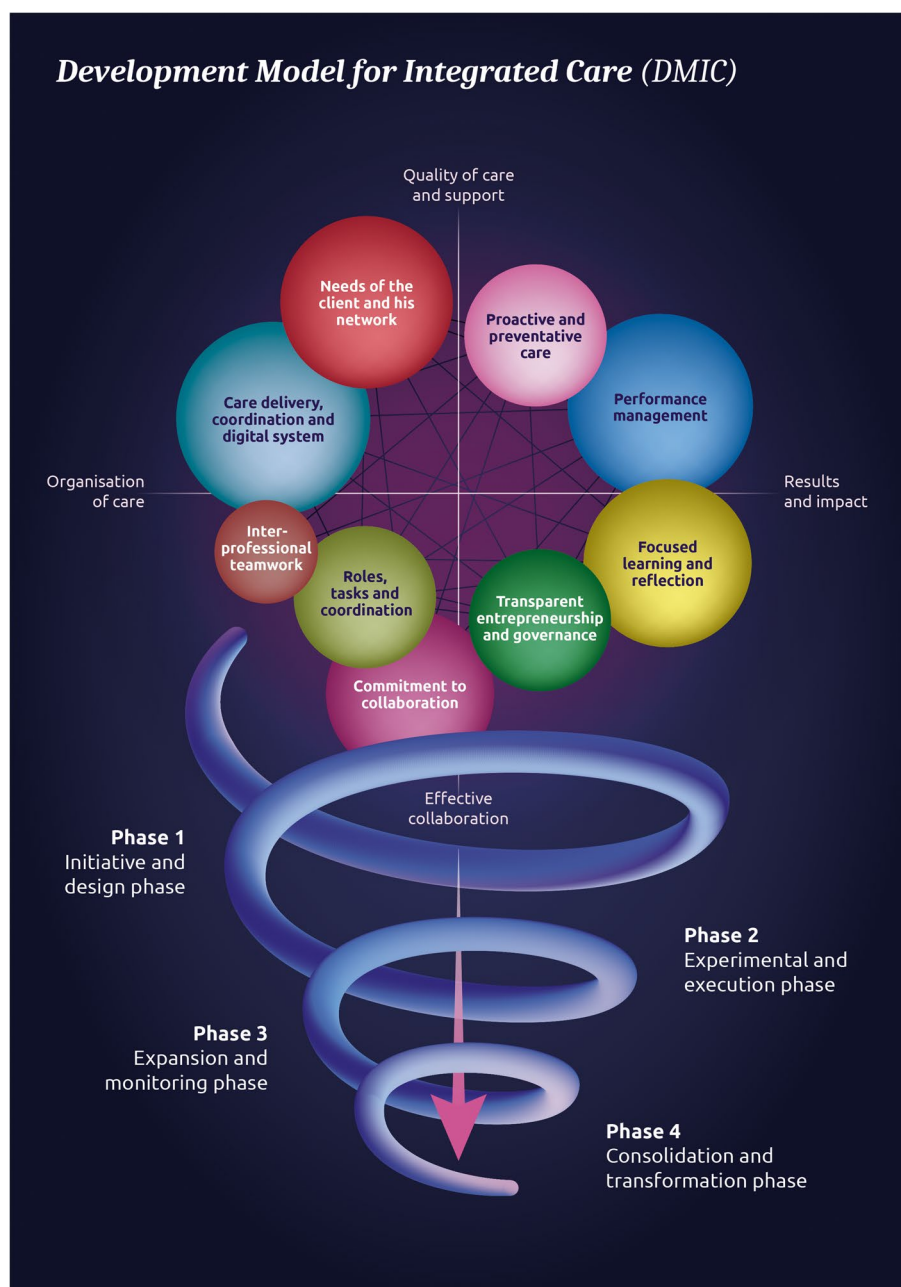 Development Model for Integrated Care (DMIC)
Quality of care
and support
Needs of the
client and his
network
Proactive and
preventative
care
Care delivery,
coordination and
digital system
Performance
management
Organisation
of care
Results
and impact
Inter-
professional
teamwork
Roles,
tasks and
coordination
Transparent
entrepreneurship
and governance
Focused
learning and
reflection
Commitment to
collaboration
Effective
collaboration
Phase 1
Initiative and
design phase
Phase 2
Experimental and
execution phase
Phase 3
Expansion and
monitoring phase
Phase 4
Consolidation and
transformation phase